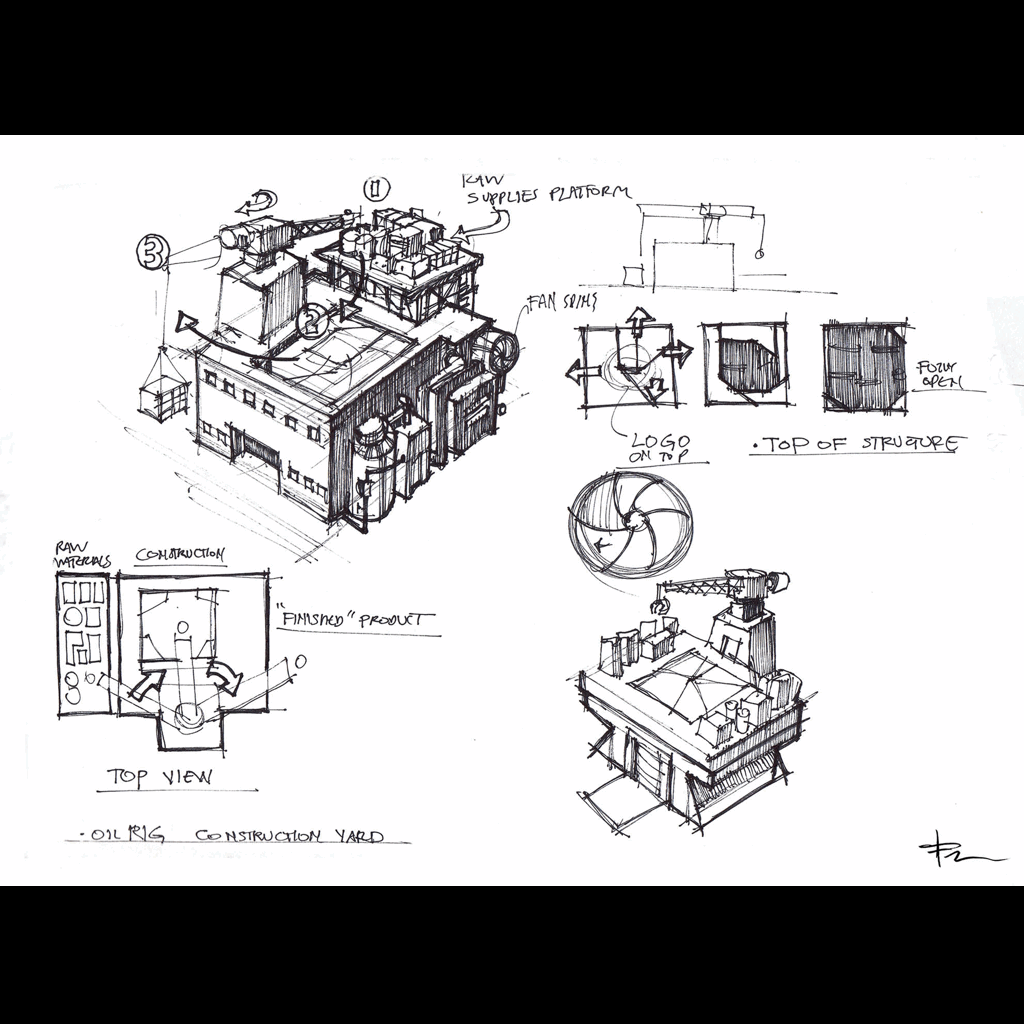 ①
RAW
SUPPLIES PLATFORM
③
②
FAN SPINS
FULLY
OPEN
LOGO
ON TOP
• TOP OF STRUCTURE
RAW
MATERIALS
CONSTRUCTION
"FINISHED" PRODUCT
TOP VIEW
• OIL RIG CONSTRUCTION YARD